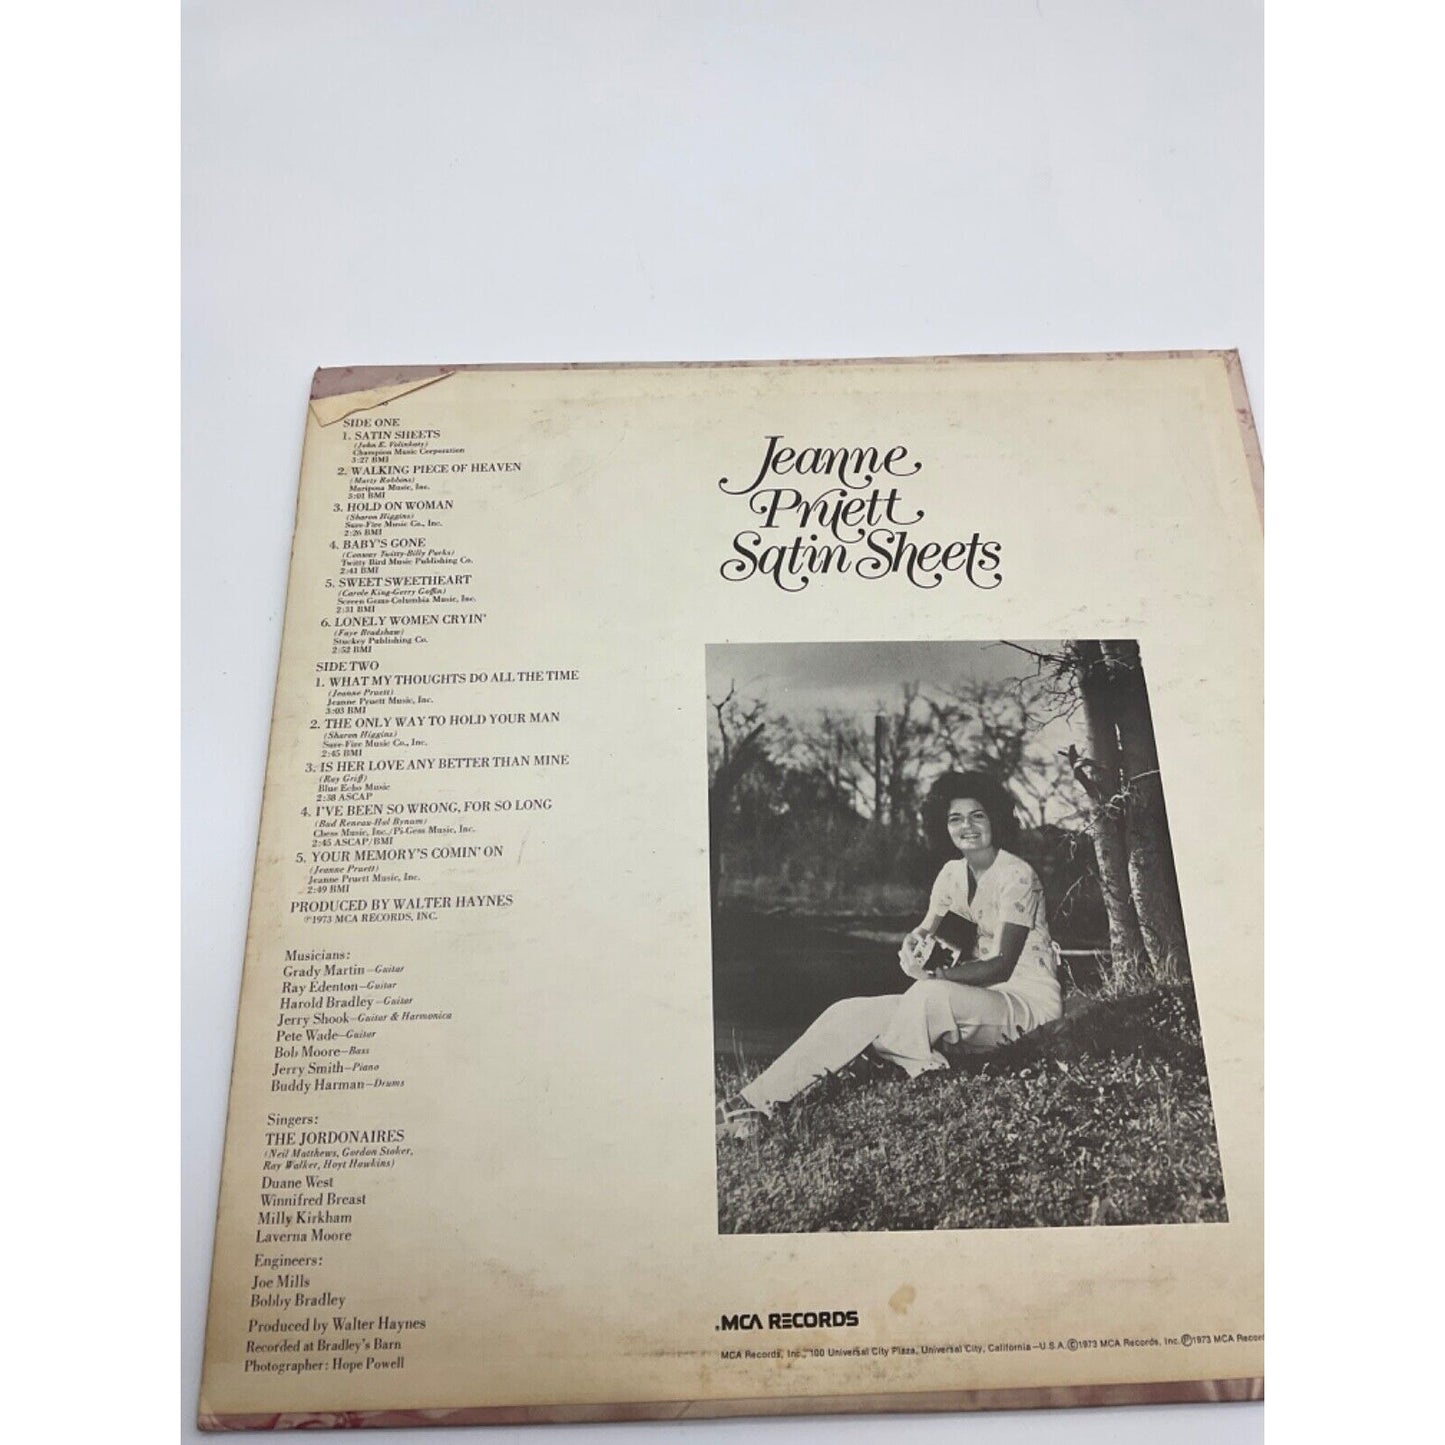 SIDE ONE
1. SATIN SHEETS
(John E. Volinkaty)
Champion Music Corporation
3:27 BMI
2. WALKING PIECE OF HEAVEN
(Marty Robbins)
Mariposa Music, Inc.
3:01 BMI
3. HOLD ON WOMAN
(Sharon Higgins)
Sure-Fire Music Co., Inc.
2:26 BMI
4. BABY'S GONE
(Conway Twitty-Billy Parks)
Twitty Bird Music Publishing Co.
2:41 BMI
5. SWEET SWEETHEART
(Carole King-Gerry Goffin)
Screen Gems-Columbia Music, Inc.
2:31 BMI
6. LONELY WOMEN CRYIN'
(Faye Bradshaw)
Stuckey Publishing Co.
2:52 BMI
SIDE TWO
1. WHAT MY THOUGHTS DO ALL THE TIME
(Jeanne Pruett)
Jeanne Pruett Music, Inc.
3:03 BMI
2. THE ONLY WAY TO HOLD YOUR MAN
(Sharon Higgins)
Sure-Fire Music Co., Inc.
2:45 BMI
3. IS HER LOVE ANY BETTER THAN MINE
(Ray Griff)
Blue Echo Music
2:38 ASCAP
4. I'VE BEEN SO WRONG, FOR SO LONG
(Bud Reneau-Hal Bynum)
Chess Music, Inc./Pi-Gem Music, Inc.
2:45 ASCAP/BMI
5. YOUR MEMORY'S COMIN' ON
(Jeanne Pruett)
Jeanne Pruett Music, Inc.
2:49 BMI
PRODUCED BY WALTER HAYNES
℗1973 MCA RECORDS, INC.
Musicians:
Grady Martin—Guitar
Ray Edenton—Guitar
Harold Bradley—Guitar
Jerry Shook—Guitar & Harmonica
Pete Wade—Guitar
Bob Moore—Bass
Jerry Smith—Piano
Buddy Harman—Drums
Singers:
THE JORDONAIRES
(Neil Matthews, Gordon Stoker,
Ray Walker, Hoyt Hawkins)
Duane West
Winnifred Breast
Milly Kirkham
Laverna Moore
Engineers:
Joe Mills
Bobby Bradley
Produced by Walter Haynes
Recorded at Bradley's Barn
Photographer: Hope Powell
Jeanne
Pruett
Satin Sheets
MCA RECORDS
MCA Records, Inc., 100 Universal City Plaza, Universal City, California—U.S.A. ©1973 MCA Records, Inc. ℗1973 MCA Record